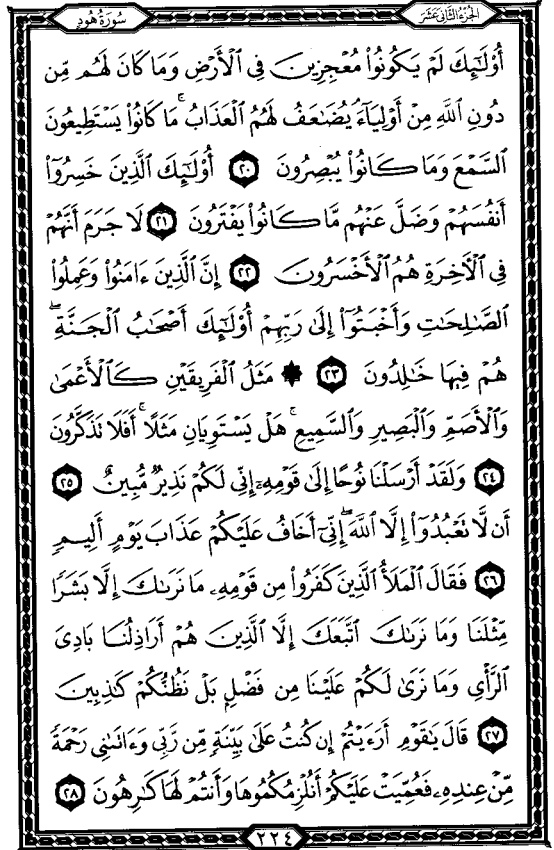 الجزء الثانى عشر
سورة هود
أُوْلَٰٓئِكَ لَمْ يَكُونُوا۟ مُعْجِزِينَ فِى ٱلْأَرْضِ وَمَا كَانَ لَهُم مِّن
دُونِ ٱللَّهِ مِنْ أَوْلِيَآءَۘ يُضَٰعَفُ لَهُمُ ٱلْعَذَابُۚ مَا كَانُوا۟ يَسْتَطِيعُونَ
ٱلسَّمْعَ وَمَا كَانُوا۟ يُبْصِرُونَ ٢٠ أُوْلَٰٓئِكَ ٱلَّذِينَ خَسِرُوٓا۟
أَنفُسَهُمْ وَضَلَّ عَنْهُم مَّا كَانُوا۟ يَفْتَرُونَ ٢١ لَا جَرَمَ أَنَّهُمْ
فِى ٱلْأَخِرَةِ هُمُ ٱلْأَخْسَرُونَ ٢٢ إِنَّ ٱلَّذِينَ ءَامَنُوا۟ وَعَمِلُوا۟
ٱلصَّٰلِحَٰتِ وَأَخْبَتُوٓا۟ إِلَىٰ رَبِّهِمْ أُوْلَٰٓئِكَ أَصْحَٰبُ ٱلْجَنَّةِۖ
هُمْ فِيهَا خَٰلِدُونَ ٢٣ ۞ مَثَلُ ٱلْفَرِيقَيْنِ كَٱلْأَعْمَىٰ
وَٱلْأَصَمِّ وَٱلْبَصِيرِ وَٱلسَّمِيعِۚ هَلْ يَسْتَوِيَانِ مَثَلًاۚ أَفَلَا تَذَكَّرُونَ
٢٤ وَلَقَدْ أَرْسَلْنَا نُوحًا إِلَىٰ قَوْمِهِۦٓ إِنِّى لَكُمْ نَذِيرٌ مُّبِينٌ ٢٥
أَن لَّا تَعْبُدُوٓا۟ إِلَّا ٱللَّهَۖ إِنِّىٓ أَخَافُ عَلَيْكُمْ عَذَابَ يَوْمٍ أَلِيمٍ
٢٦ فَقَالَ ٱلْمَلَأُ ٱلَّذِينَ كَفَرُوا۟ مِن قَوْمِهِۦ مَا نَرَىٰكَ إِلَّا بَشَرًا
مِّثْلَنَا وَمَا نَرَىٰكَ ٱتَّبَعَكَ إِلَّا ٱلَّذِينَ هُمْ أَرَاذِلُنَا بَادِىَ
ٱلرَّأْىِ وَمَا نَرَىٰ لَكُمْ عَلَيْنَا مِن فَضْلٍۭ بَلْ نَظُنُّكُمْ كَٰذِبِينَ
٢٧ قَالَ يَٰقَوْمِ أَرَءَيْتُمْ إِن كُنتُ عَلَىٰ بَيِّنَةٍ مِّن رَّبِّى وَءَاتَىٰنِى رَحْمَةً
مِّنْ عِندِهِۦ فَعُمِّيَتْ عَلَيْكُمْ أَنُلْزِمُكُمُوهَا وَأَنتُمْ لَهَا كَٰرِهُونَ ٢٨
٢٢٤